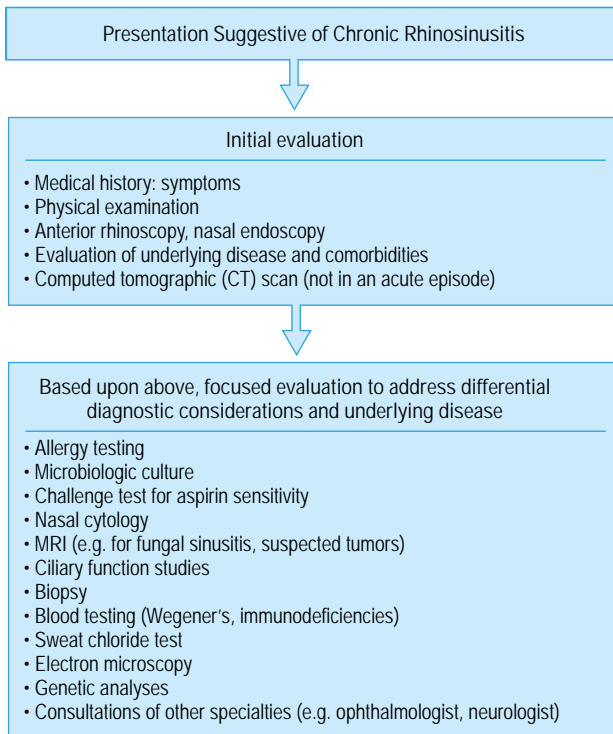 Presentation Suggestive of Chronic Rhinosinusitis
Initial evaluation
• Medical history: symptoms
• Physical examination
• Anterior rhinoscopy, nasal endoscopy
• Evaluation of underlying disease and comorbidities
• Computed tomographic (CT) scan (not in an acute episode)
Based upon above, focused evaluation to address differential
diagnostic considerations and underlying disease
• Allergy testing
• Microbiologic culture
• Challenge test for aspirin sensitivity
• Nasal cytology
• MRI (e.g. for fungal sinusitis, suspected tumors)
• Ciliary function studies
• Biopsy
• Blood testing (Wegener’s, immunodeficiencies)
• Sweat chloride test
• Electron microscopy
• Genetic analyses
• Consultations of other specialties (e.g. ophthalmologist, neurologist)